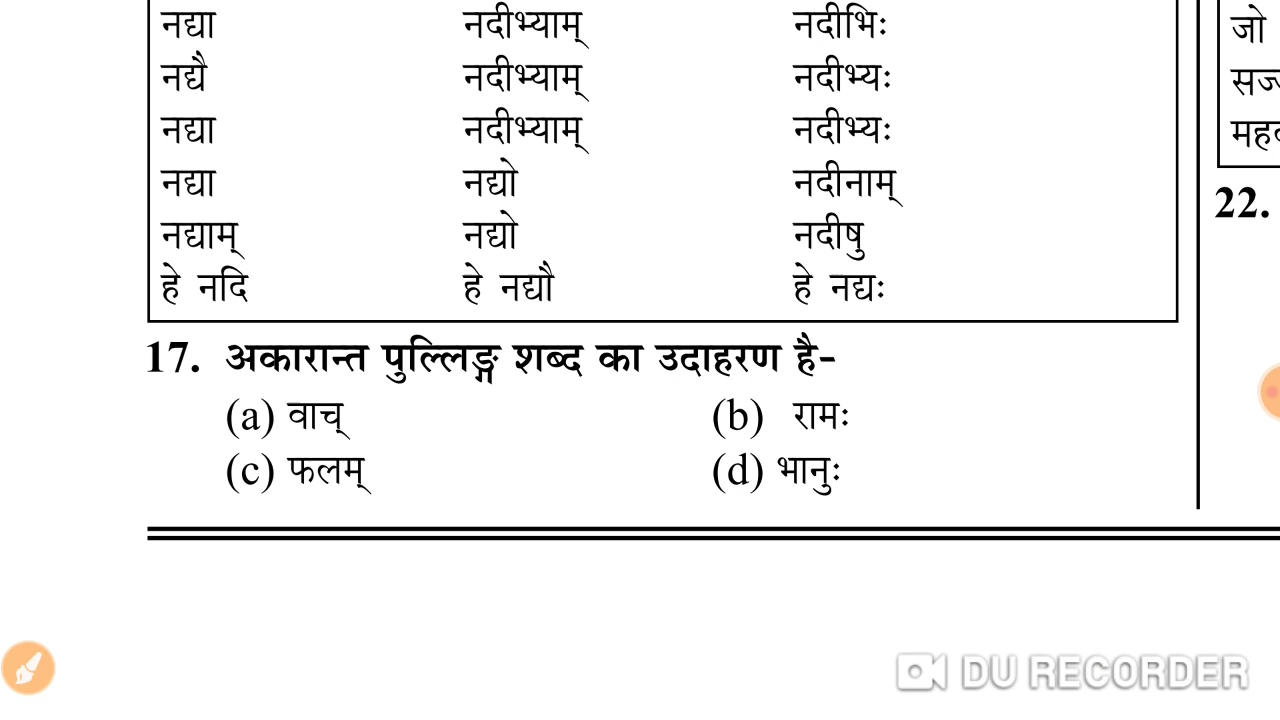 नद्या नदीभ्याम् नदीभिः
नद्यै नदीभ्याम् नदीभ्यः
नद्या नदीभ्याम् नदीभ्यः
नद्या नद्यो नदीनाम्
नद्याम् नद्यो नदीषु
हे नदि हे नद्यौ हे नद्यः
17. अकारान्त पुल्लिङ्ग शब्द का उदाहरण है-
(a) वाच् (b) रामः
(c) फलम् (d) भानुः
जो
22.
DU RECORDER